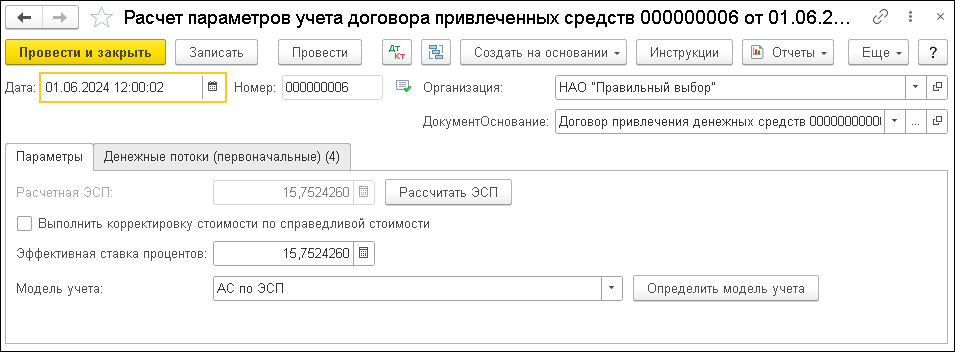 Расчет параметров учета договора привлеченных средств 000000006 от 01.06.2...
Провести и закрыть Записать Провести Дт Кт Создать на основании Инструкции Отчеты Еще ?
Дата: 01.06.2024 12:00:02 Номер: 000000006 Организация: НАО "Правильный выбор"
ДокументОснование: Договор привлечения денежных средств 0000000000 ...
Параметры Денежные потоки (первоначальные) (4)
Расчетная ЭСП: 15,7524260 Рассчитать ЭСП
Выполнить корректировку стоимости по справедливой стоимости
Эффективная ставка процентов: 15,7524260
Модель учета: АС по ЭСП Определить модель учета